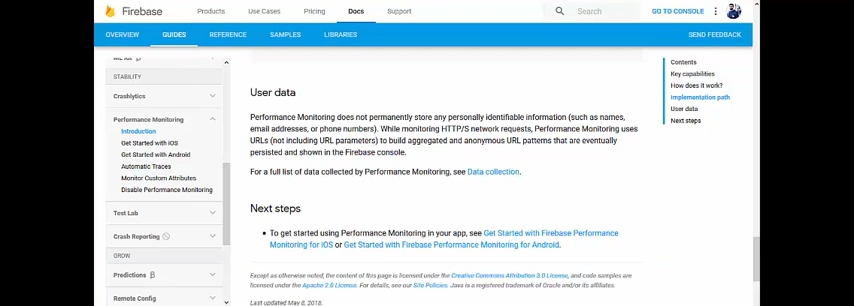 Firebase
Products
Use Cases
Pricing
Docs
Support
Search
GO TO CONSOLE
OVERVIEW
GUIDES
REFERENCE
SAMPLES
LIBRARIES
SEND FEEDBACK
STABILITY
Crashlytics
Performance Monitoring
Introduction
Get Started with iOS
Get Started with Android
Automatic Traces
Monitor Custom Attributes
Disable Performance Monitoring
Test Lab
Crash Reporting
GROW
Predictions β
Remote Config
User data
Performance Monitoring does not permanently store any personally identifiable information (such as names,
email addresses, or phone numbers). While monitoring HTTP/S network requests, Performance Monitoring uses
URLs (not including URL parameters) to build aggregated and anonymous URL patterns that are eventually
persisted and shown in the Firebase console.
For a full list of data collected by Performance Monitoring, see Data collection.
Next steps
• To get started using Performance Monitoring in your app, see Get Started with Firebase Performance
Monitoring for iOS or Get Started with Firebase Performance Monitoring for Android.
Except as otherwise noted, the content of this page is licensed under the Creative Commons Attribution 3.0 License, and code samples are
licensed under the Apache 2.0 License. For details, see our Site Policies. Java is a registered trademark of Oracle and/or its affiliates.
Last updated May 8, 2018.
Contents
Key capabilities
How does it work?
Implementation path
User data
Next steps